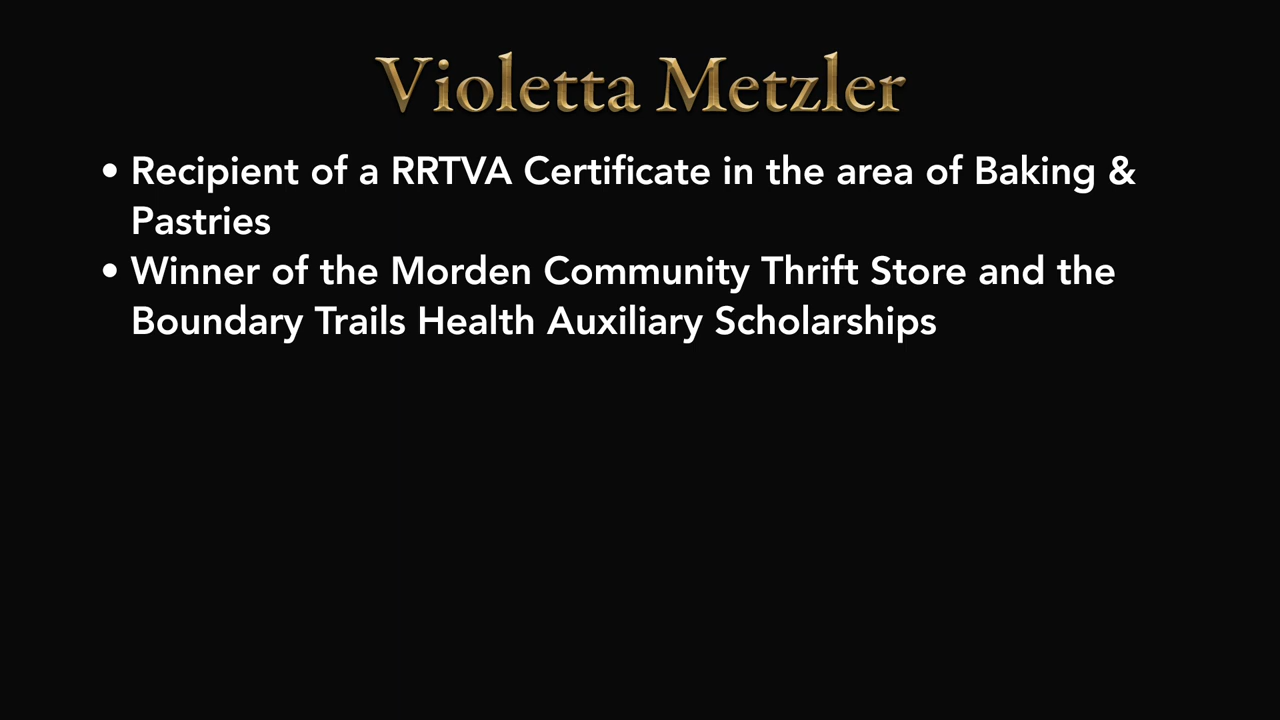 Violetta Metzler
• Recipient of a RRTVA Certificate in the area of Baking &
Pastries
• Winner of the Morden Community Thrift Store and the
Boundary Trails Health Auxiliary Scholarships